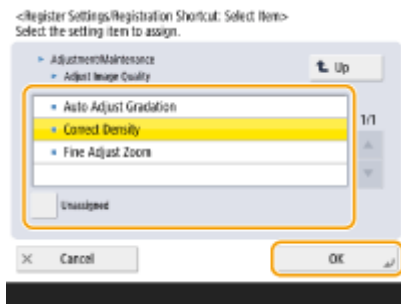 <Register Settings/Registration Shortcut: Select Item>
Select the setting item to assign.
Adjustment/Maintenance
Adjust Image Quality
Up
Auto Adjust Gradation
Correct Density
Fine Adjust Zoom
1/1
Unassigned
Cancel
OK